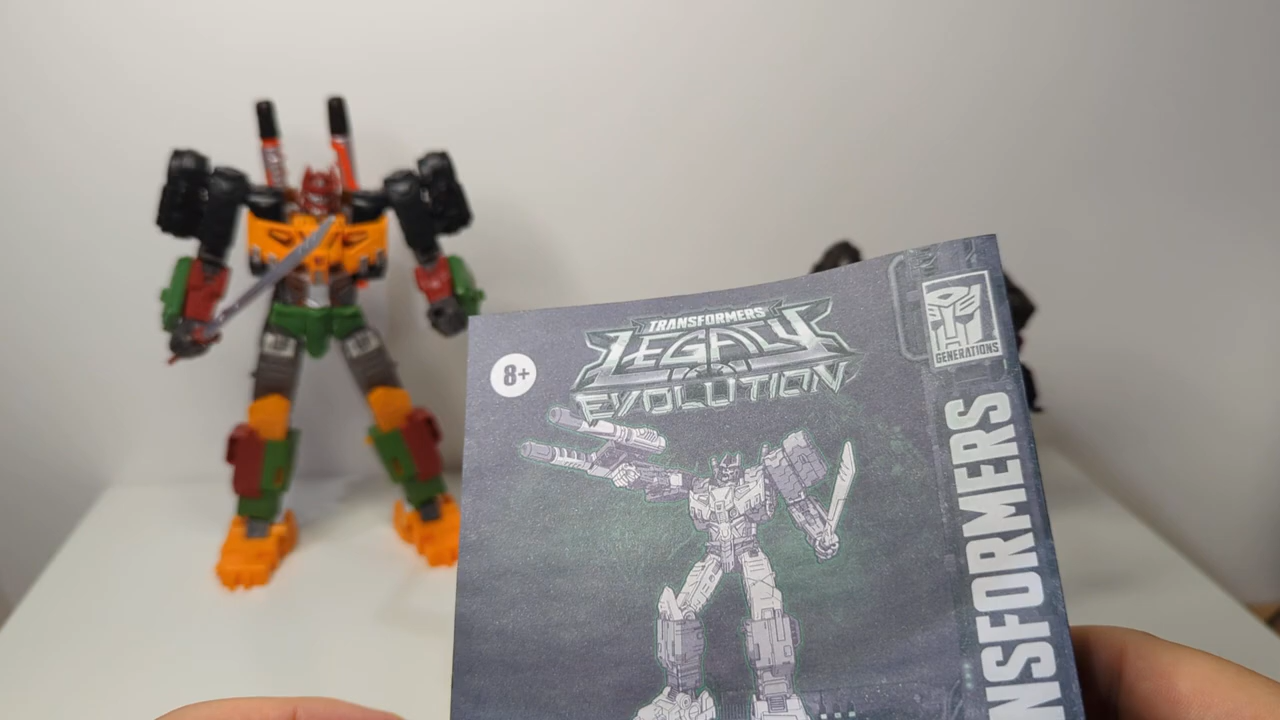 TRANSFORMERS
LEGACY
EVOLUTION
8+
GENERATIONS
NSFORMERS